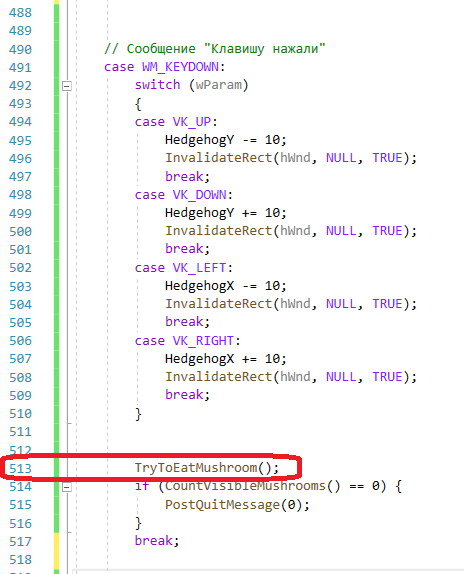 488
489
490 // Сообщение "Клавишу нажали"
491 case WM_KEYDOWN:
492 switch (wParam)
493 {
494 case VK_UP:
495 HedgehogY -= 10;
496 InvalidateRect(hWnd, NULL, TRUE);
497 break;
498 case VK_DOWN:
499 HedgehogY += 10;
500 InvalidateRect(hWnd, NULL, TRUE);
501 break;
502 case VK_LEFT:
503 HedgehogX -= 10;
504 InvalidateRect(hWnd, NULL, TRUE);
505 break;
506 case VK_RIGHT:
507 HedgehogX += 10;
508 InvalidateRect(hWnd, NULL, TRUE);
509 break;
510 }
511
512
513 TryToEatMushroom();
514 if (CountVisibleMushrooms() == 0) {
515 PostQuitMessage(0);
516 }
517 break;
518